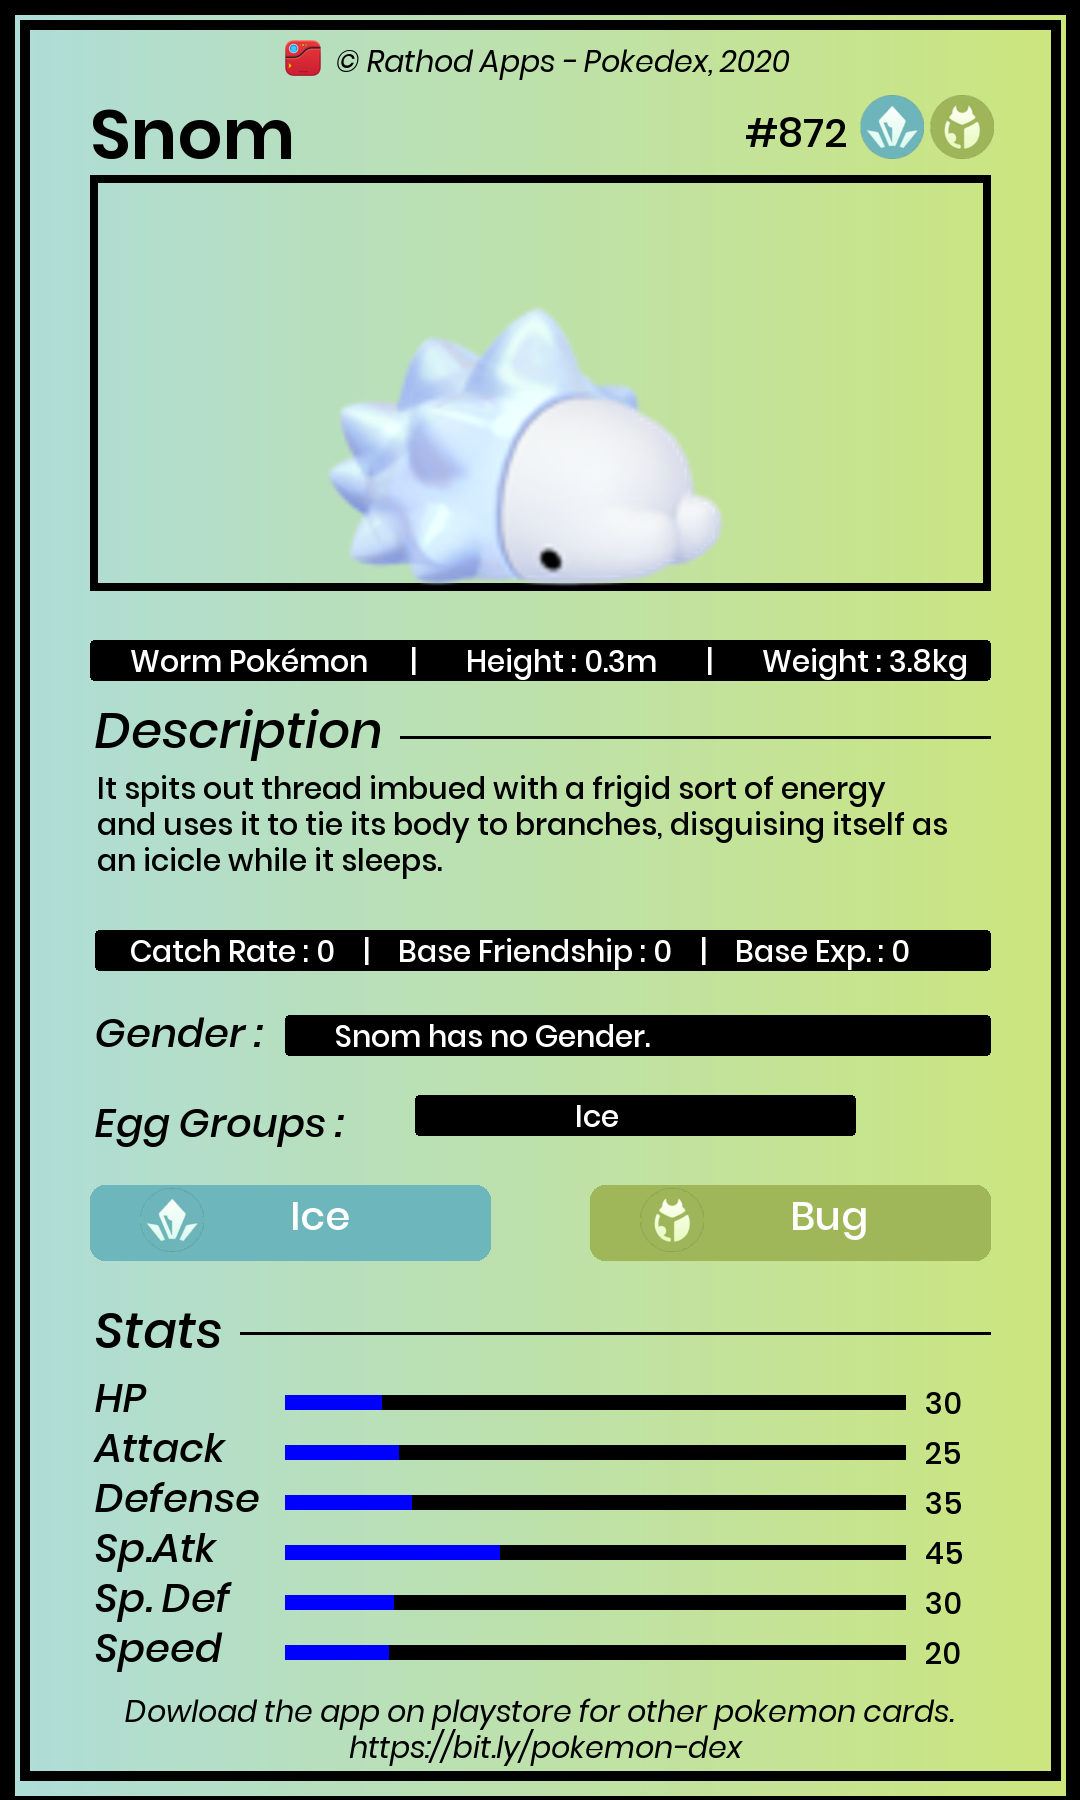 © Rathod Apps - Pokedex, 2020
Snom #872
Worm Pokémon | Height : 0.3m | Weight : 3.8kg
Description
It spits out thread imbued with a frigid sort of energy
and uses it to tie its body to branches, disguising itself as
an icicle while it sleeps.
Catch Rate : 0 | Base Friendship : 0 | Base Exp. : 0
Gender : Snom has no Gender.
Egg Groups : Ice
Ice Bug
Stats
HP 30
Attack 25
Defense 35
Sp.Atk 45
Sp. Def 30
Speed 20
Dowload the app on playstore for other pokemon cards.
https://bit.ly/pokemon-dex